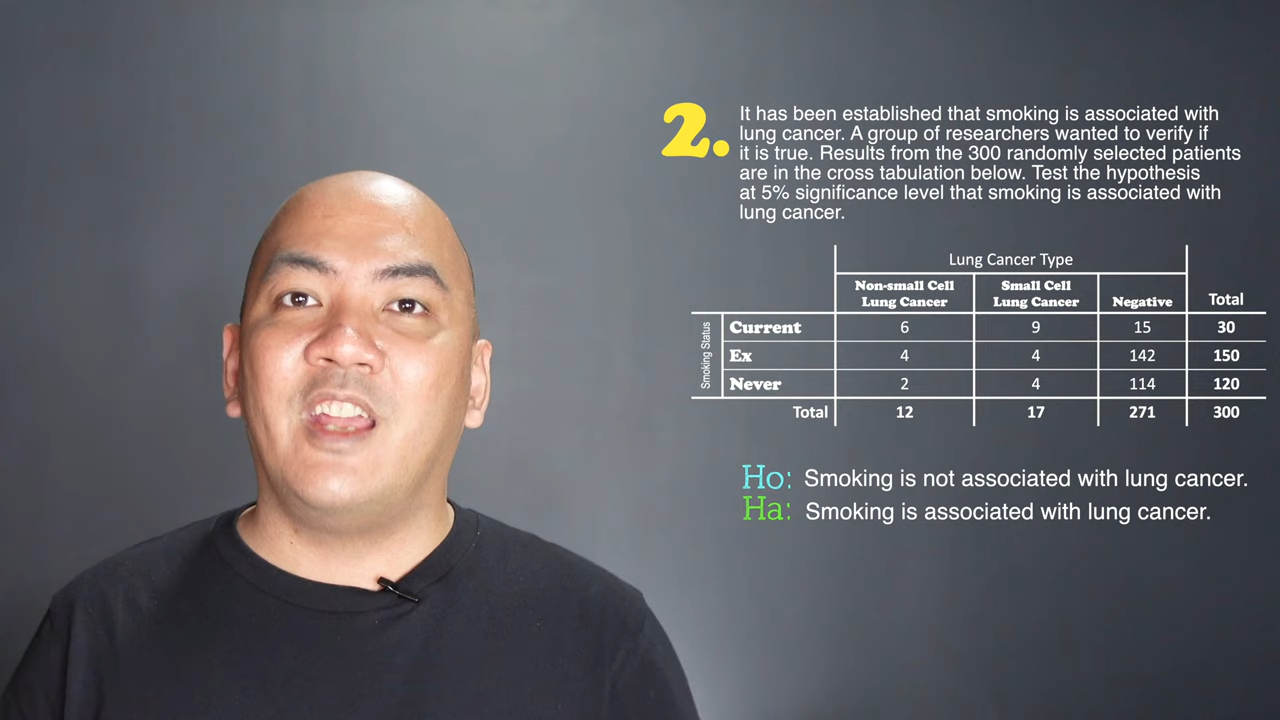 2. It has been established that smoking is associated with
lung cancer. A group of researchers wanted to verify if
it is true. Results from the 300 randomly selected patients
are in the cross tabulation below. Test the hypothesis
at 5% significance level that smoking is associated with
lung cancer.
Lung Cancer Type
Non-small Cell Lung Cancer Small Cell Lung Cancer Negative Total
Smoking Status
Current 6 9 15 30
Ex 4 4 142 150
Never 2 4 114 120
Total 12 17 271 300
Ho: Smoking is not associated with lung cancer.
Ha: Smoking is associated with lung cancer.